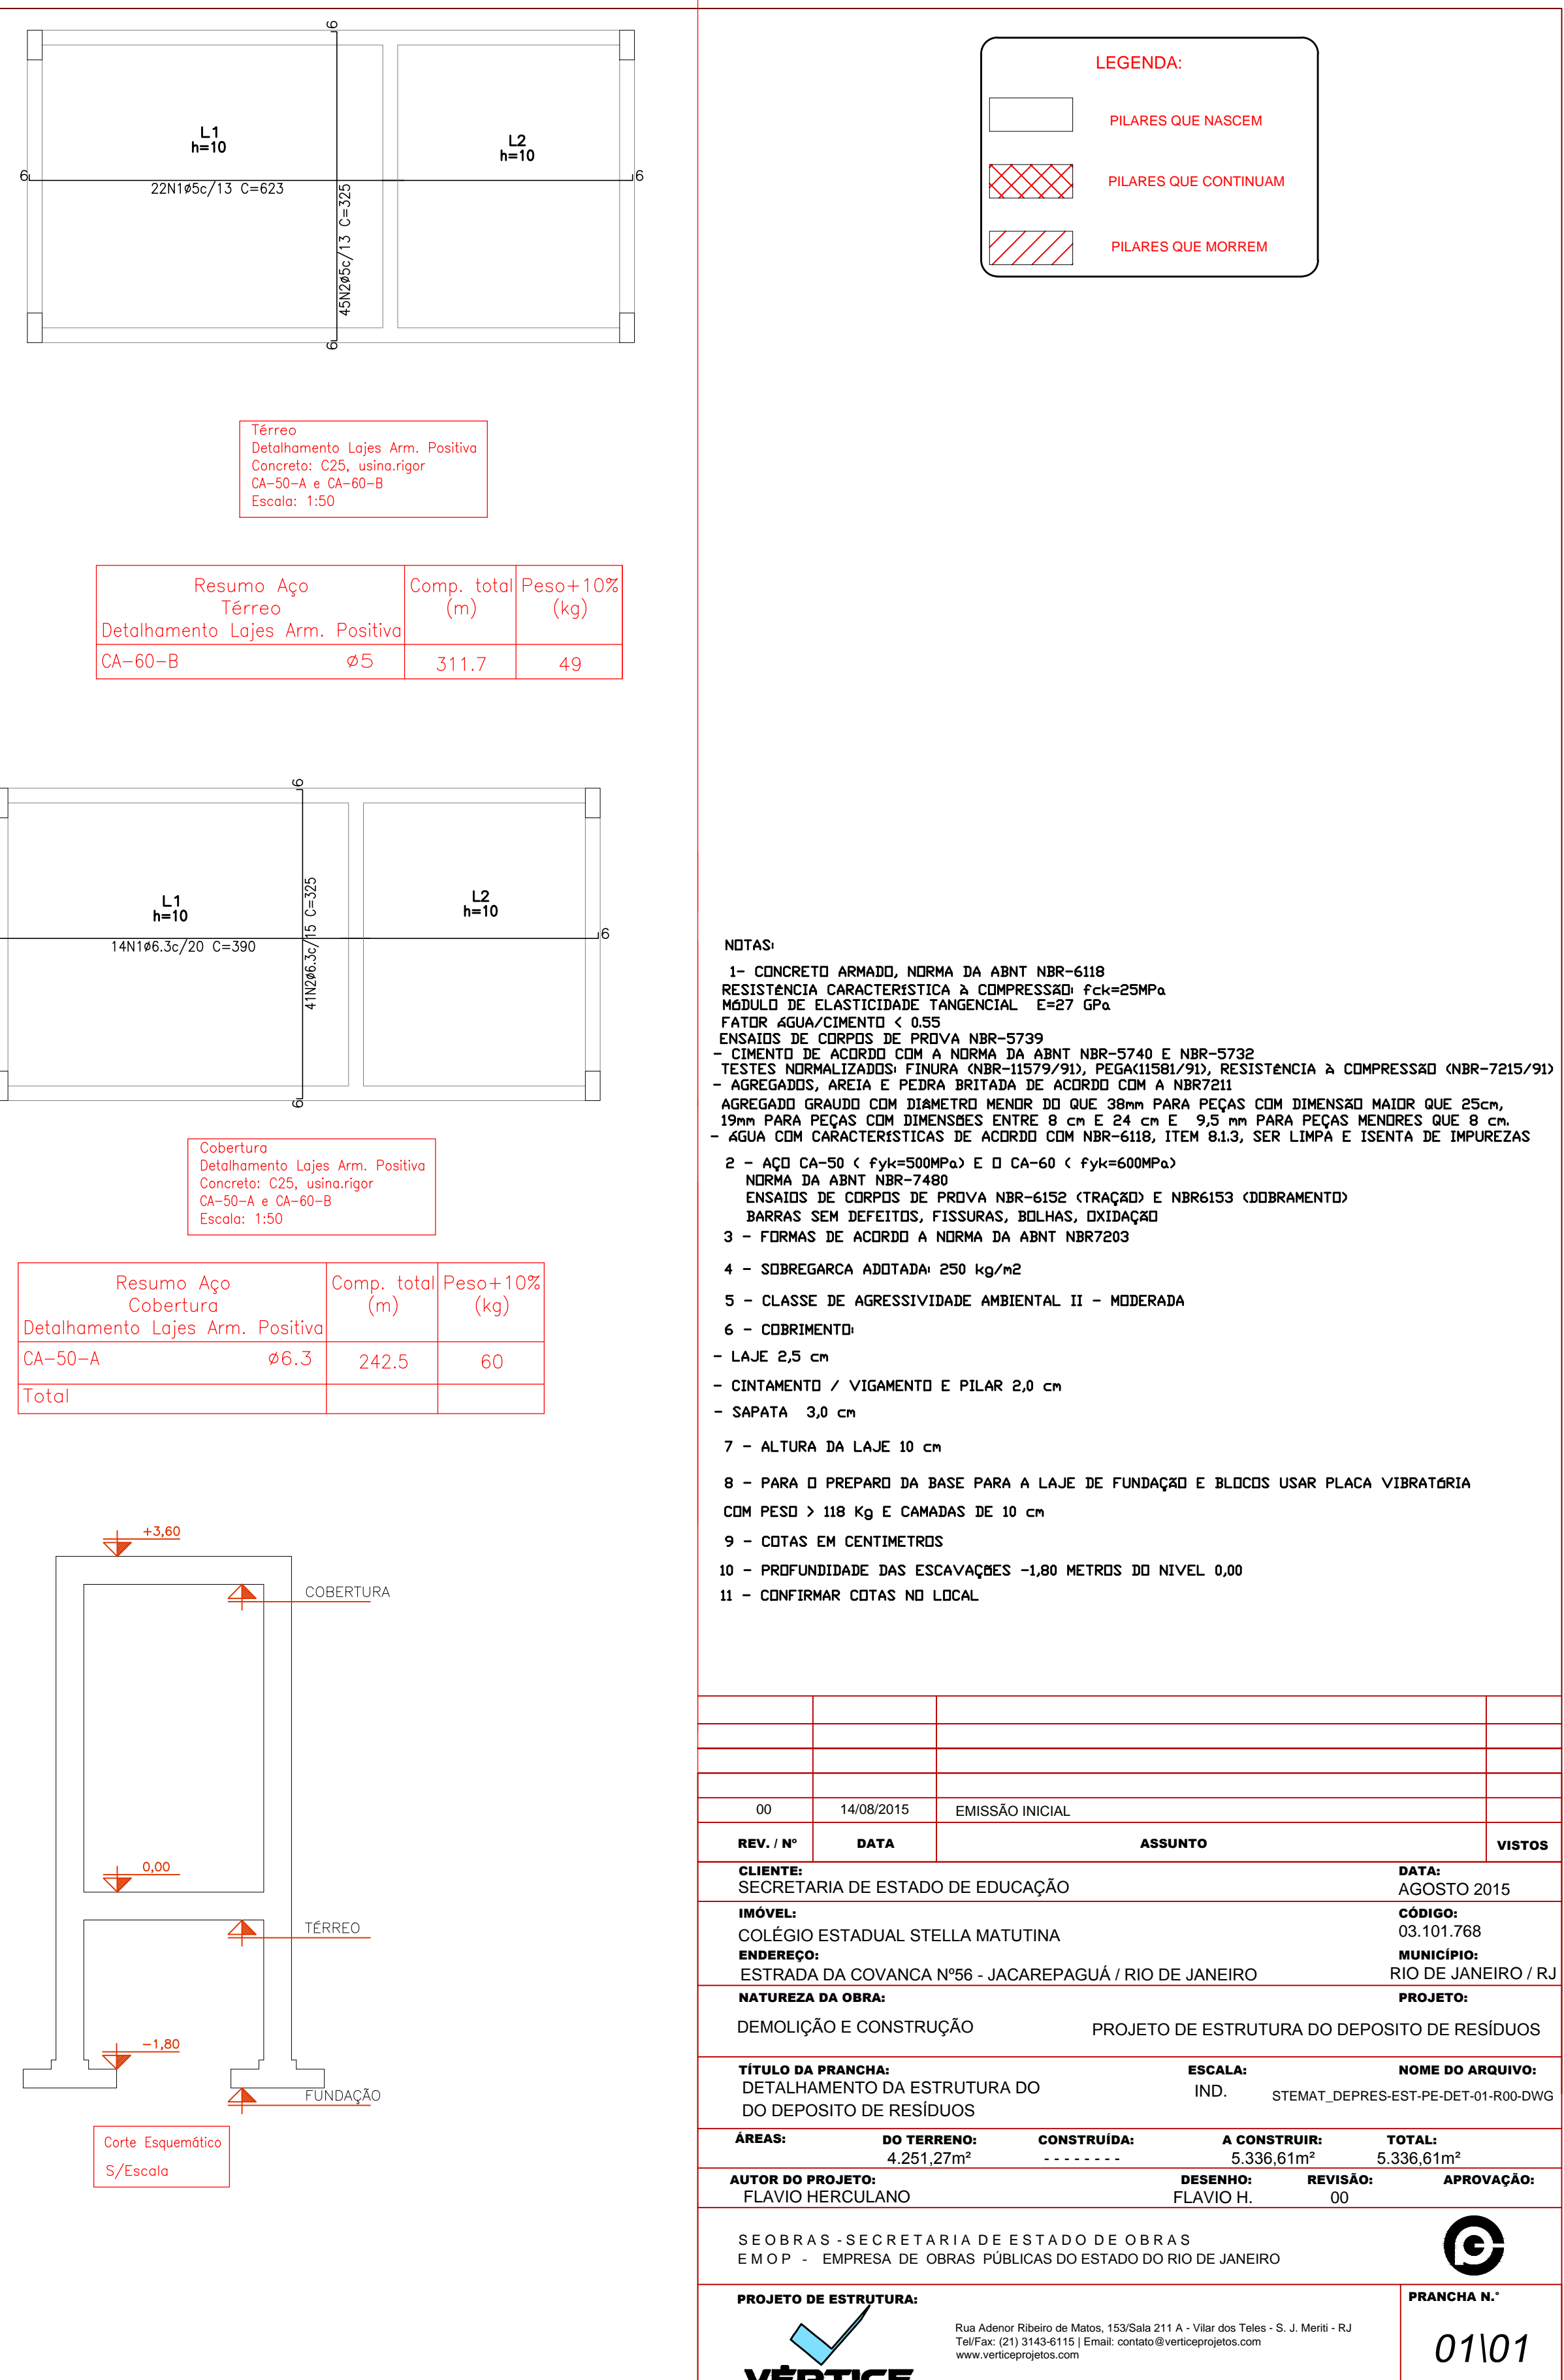 6
L1
h=10
L2
h=10
6
6
22N1ø5c/13 C=623
45N2ø5c/13 C=325
6
Térreo
Detalhamento Lajes Arm. Positiva
Concreto: C25, usina.rigor
CA-50-A e CA-60-B
Escala: 1:50
Resumo Aço
Térreo
Detalhamento Lajes Arm. Positiva
Comp. total
(m)
Peso+10%
(kg)
CA-60-B ø5 311.7 49
6
L1
h=10
L2
h=10
6
14N1ø6.3c/20 C=390
41N2ø6.3c/15 C=325
6
Cobertura
Detalhamento Lajes Arm. Positiva
Concreto: C25, usina.rigor
CA-50-A e CA-60-B
Escala: 1:50
Resumo Aço
Cobertura
Detalhamento Lajes Arm. Positiva
Comp. total
(m)
Peso+10%
(kg)
CA-50-A ø6.3 242.5 60
Total
+3,60
COBERTURA
0,00
TÉRREO
-1,80
FUNDAÇÃO
Corte Esquemático
S/Escala
LEGENDA:
PILARES QUE NASCEM
PILARES QUE CONTINUAM
PILARES QUE MORREM
NOTAS:
1- CONCRETO ARMADO, NORMA DA ABNT NBR-6118
RESISTÊNCIA CARACTERÍSTICA À COMPRESSÃO: fck=25MPa
MÓDULO DE ELASTICIDADE TANGENCIAL E=27 GPa
FATOR ÁGUA/CIMENTO < 0.55
ENSAIOS DE CORPOS DE PROVA NBR-5739
- CIMENTO DE ACORDO COM A NORMA DA ABNT NBR-5740 E NBR-5732
TESTES NORMALIZADOS: FINURA (NBR-11579/91), PEGA(11581/91), RESISTÊNCIA À COMPRESSÃO (NBR-7215/91)
- AGREGADOS, AREIA E PEDRA BRITADA DE ACORDO COM A NBR7211
AGREGADO GRAUDO COM DIÂMETRO MENOR DO QUE 38mm PARA PEÇAS COM DIMENSÃO MAIOR QUE 25cm,
19mm PARA PEÇAS COM DIMENSÕES ENTRE 8 cm E 24 cm E 9,5 mm PARA PEÇAS MENORES QUE 8 cm.
- ÁGUA COM CARACTERÍSTICAS DE ACORDO COM NBR-6118, ITEM 8.1.3, SER LIMPA E ISENTA DE IMPUREZAS
2 - AÇO CA-50 ( fyk=500MPa) E O CA-60 ( fyk=600MPa)
NORMA DA ABNT NBR-7480
ENSAIOS DE CORPOS DE PROVA NBR-6152 (TRAÇÃO) E NBR6153 (DOBRAMENTO)
BARRAS SEM DEFEITOS, FISSURAS, BOLHAS, OXIDAÇÃO
3 - FORMAS DE ACORDO A NORMA DA ABNT NBR7203
4 - SOBREGARCA ADOTADA: 250 kg/m2
5 - CLASSE DE AGRESSIVIDADE AMBIENTAL II - MODERADA
6 - COBRIMENTO:
- LAJE 2,5 cm
- CINTAMENTO / VIGAMENTO E PILAR 2,0 cm
- SAPATA 3,0 cm
7 - ALTURA DA LAJE 10 cm
8 - PARA O PREPARO DA BASE PARA A LAJE DE FUNDAÇÃO E BLOCOS USAR PLACA VIBRATÓRIA
COM PESO > 118 Kg E CAMADAS DE 10 cm
9 - COTAS EM CENTIMETROS
10 - PROFUNDIDADE DAS ESCAVAÇÕES -1,80 METROS DO NIVEL 0,00
11 - CONFIRMAR COTAS NO LOCAL
00 14/08/2015 EMISSÃO INICIAL
REV. / Nº DATA ASSUNTO VISTOS
CLIENTE: DATA:
SECRETARIA DE ESTADO DE EDUCAÇÃO AGOSTO 2015
IMÓVEL: CÓDIGO:
COLÉGIO ESTADUAL STELLA MATUTINA 03.101.768
ENDEREÇO: MUNICÍPIO:
ESTRADA DA COVANCA Nº56 - JACAREPAGUÁ / RIO DE JANEIRO RIO DE JANEIRO / RJ
NATUREZA DA OBRA: PROJETO:
DEMOLIÇÃO E CONSTRUÇÃO PROJETO DE ESTRUTURA DO DEPOSITO DE RESÍDUOS
TÍTULO DA PRANCHA: ESCALA: NOME DO ARQUIVO:
DETALHAMENTO DA ESTRUTURA DO IND. STEMAT_DEPRES-EST-PE-DET-01-R00-DWG
DO DEPOSITO DE RESÍDUOS
ÁREAS: DO TERRENO: CONSTRUÍDA: A CONSTRUIR: TOTAL:
4.251,27m² - - - - - - - - 5.336,61m² 5.336,61m²
AUTOR DO PROJETO: DESENHO: REVISÃO: APROVAÇÃO:
FLAVIO HERCULANO FLAVIO H. 00
SEOBRAS - SECRETARIA DE ESTADO DE OBRAS
EMOP - EMPRESA DE OBRAS PÚBLICAS DO ESTADO DO RIO DE JANEIRO
PROJETO DE ESTRUTURA: PRANCHA N.°
Rua Adenor Ribeiro de Matos, 153/Sala 211 A - Vilar dos Teles - S. J. Meriti - RJ
Tel/Fax: (21) 3143-6115 | Email: contato@verticeprojetos.com
www.verticeprojetos.com
01\01
VÉRTICE